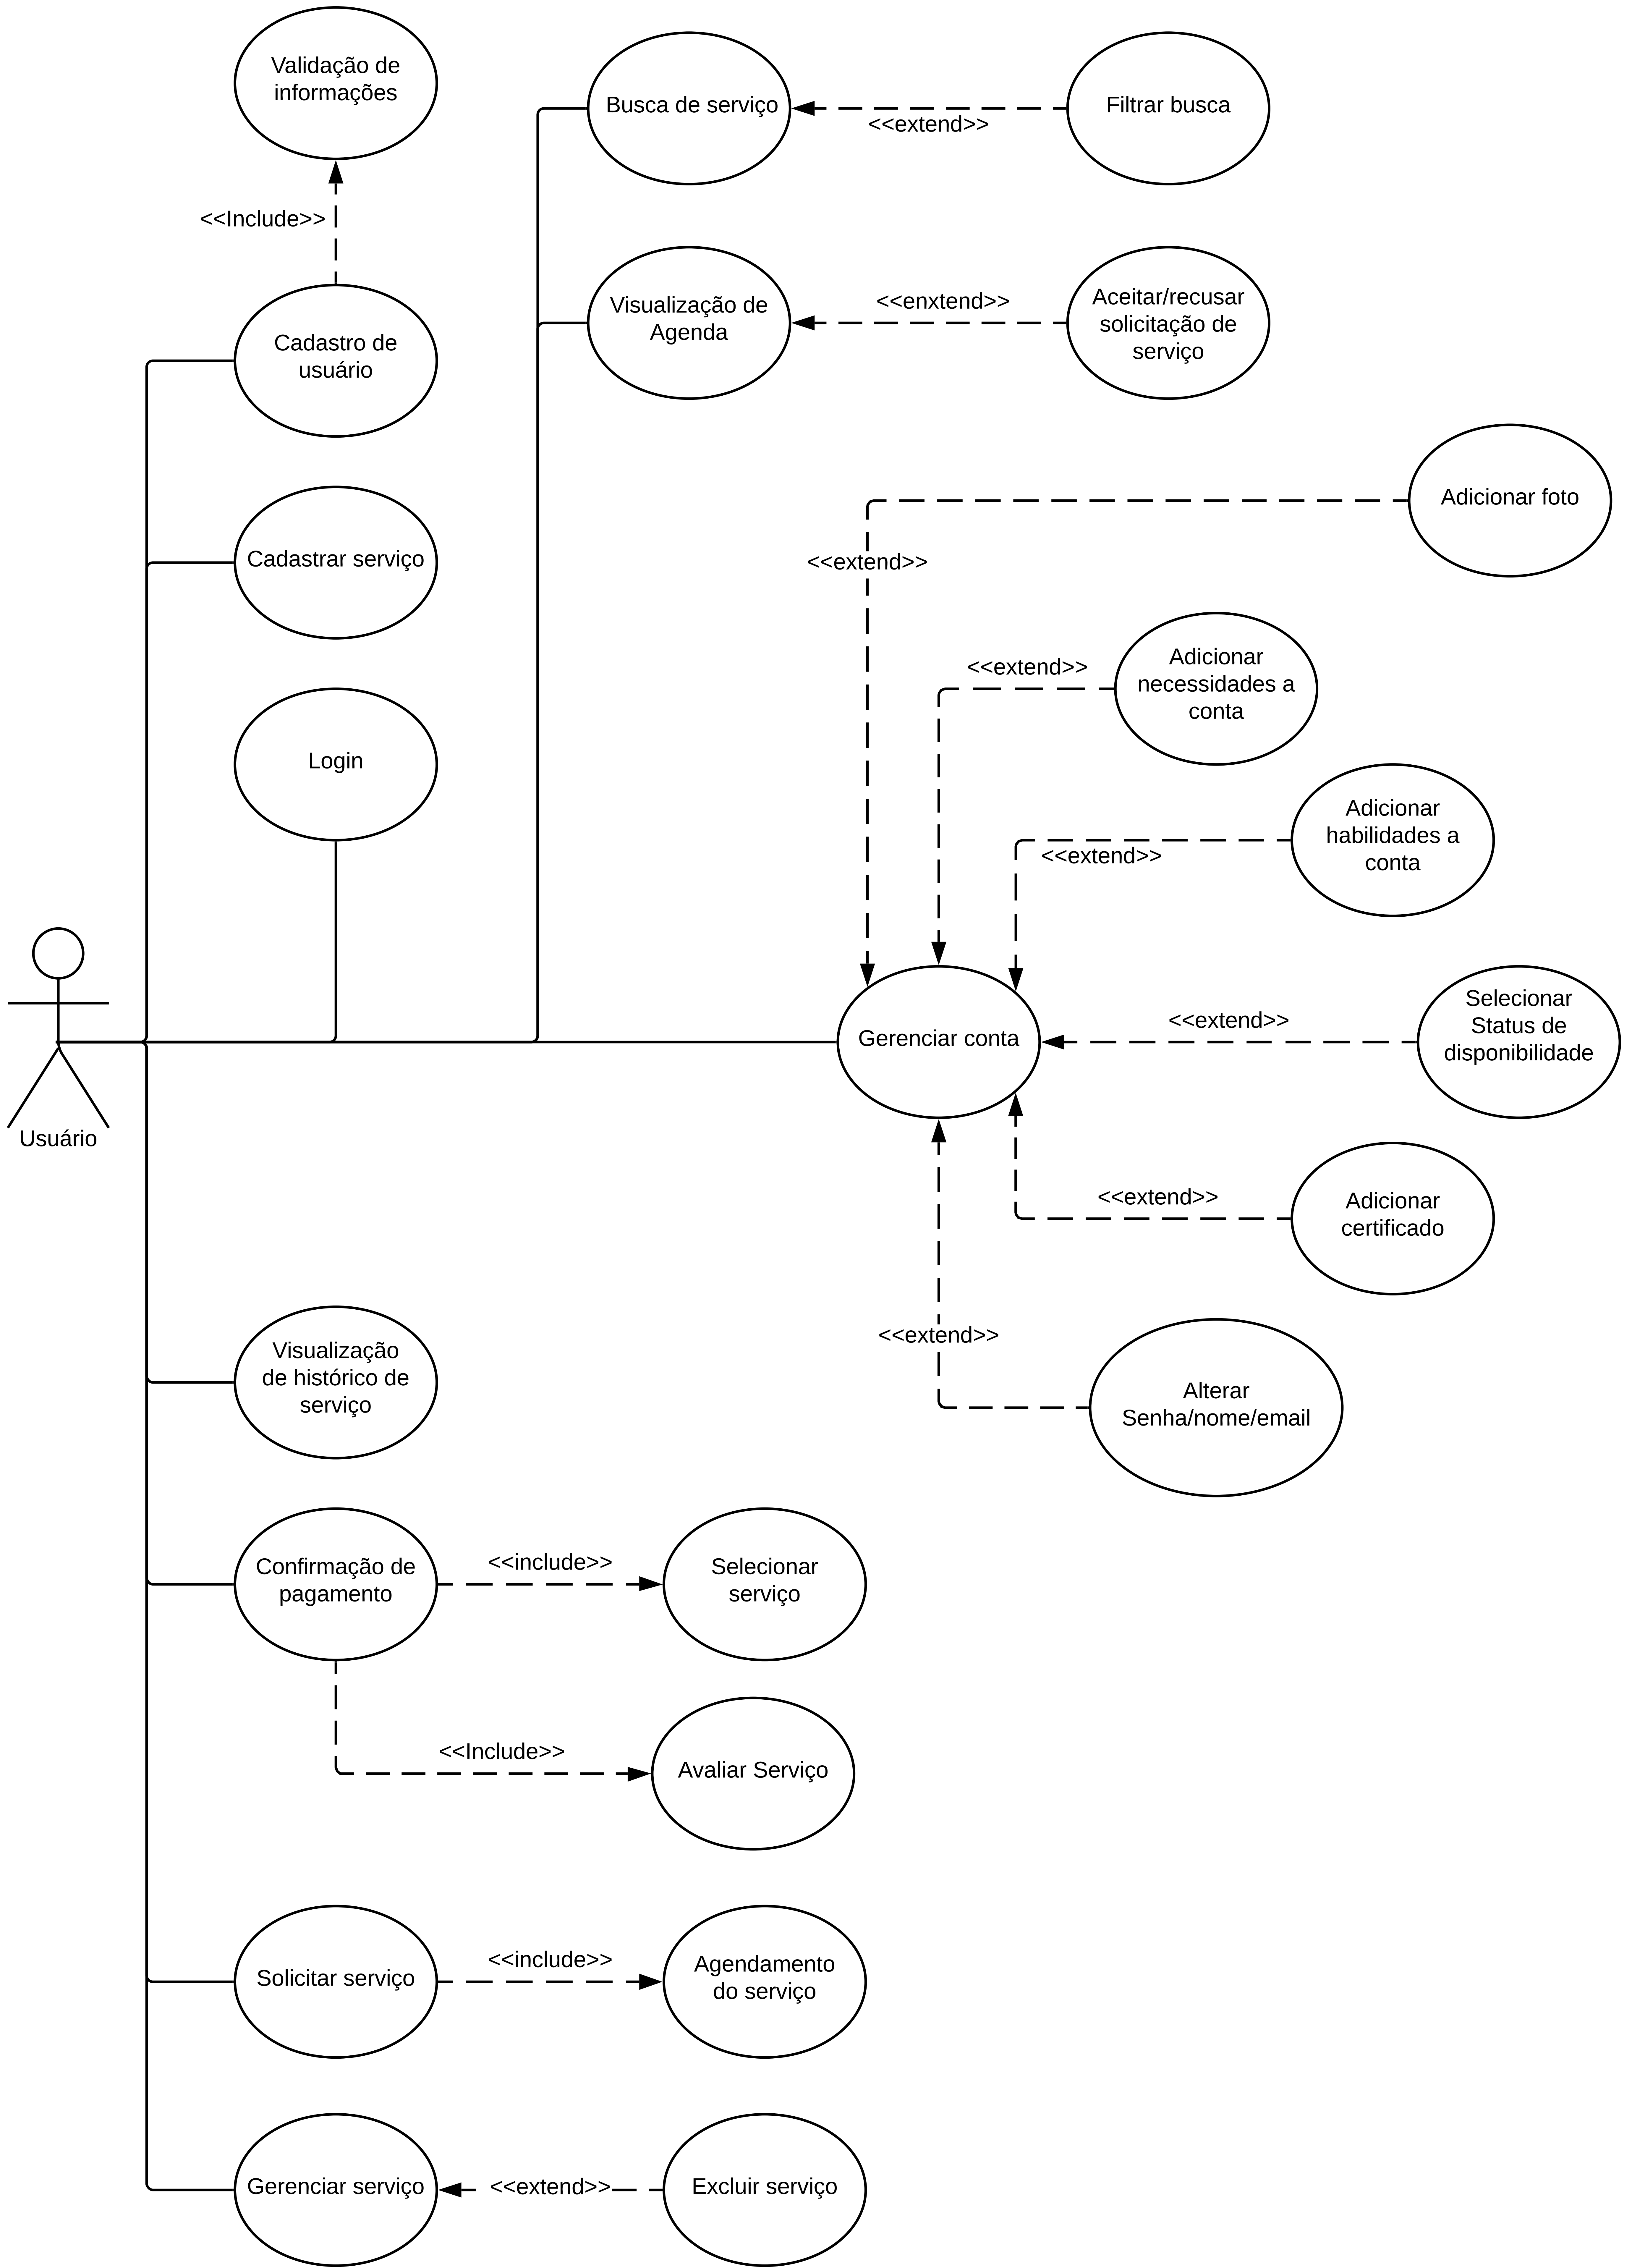 Validação de
informações
<<Include>>
Cadastro de
usuário
Cadastrar serviço
Login
Usuário
Busca de serviço
<<extend>>
Filtrar busca
Visualização de
Agenda
<<enxtend>>
Aceitar/recusar
solicitação de
serviço
Adicionar foto
<<extend>>
Adicionar
necessidades a
conta
<<extend>>
Adicionar
habilidades a
conta
<<extend>>
Gerenciar conta
<<extend>>
Selecionar
Status de
disponibilidade
<<extend>>
Adicionar
certificado
<<extend>>
Alterar
Senha/nome/email
Visualização
de histórico de
serviço
Confirmação de
pagamento
<<include>>
Selecionar
serviço
<<Include>>
Avaliar Serviço
Solicitar serviço
<<include>>
Agendamento
do serviço
Gerenciar serviço
<<extend>>
Excluir serviço